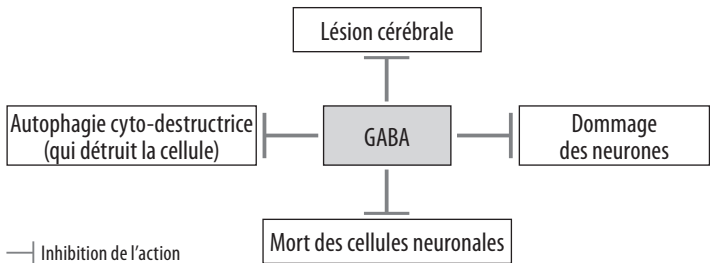 Lésion cérébrale
Autophagie cyto-destructrice
(qui détruit la cellule)
GABA
Dommage
des neurones
Mort des cellules neuronales
Inhibition de l'action